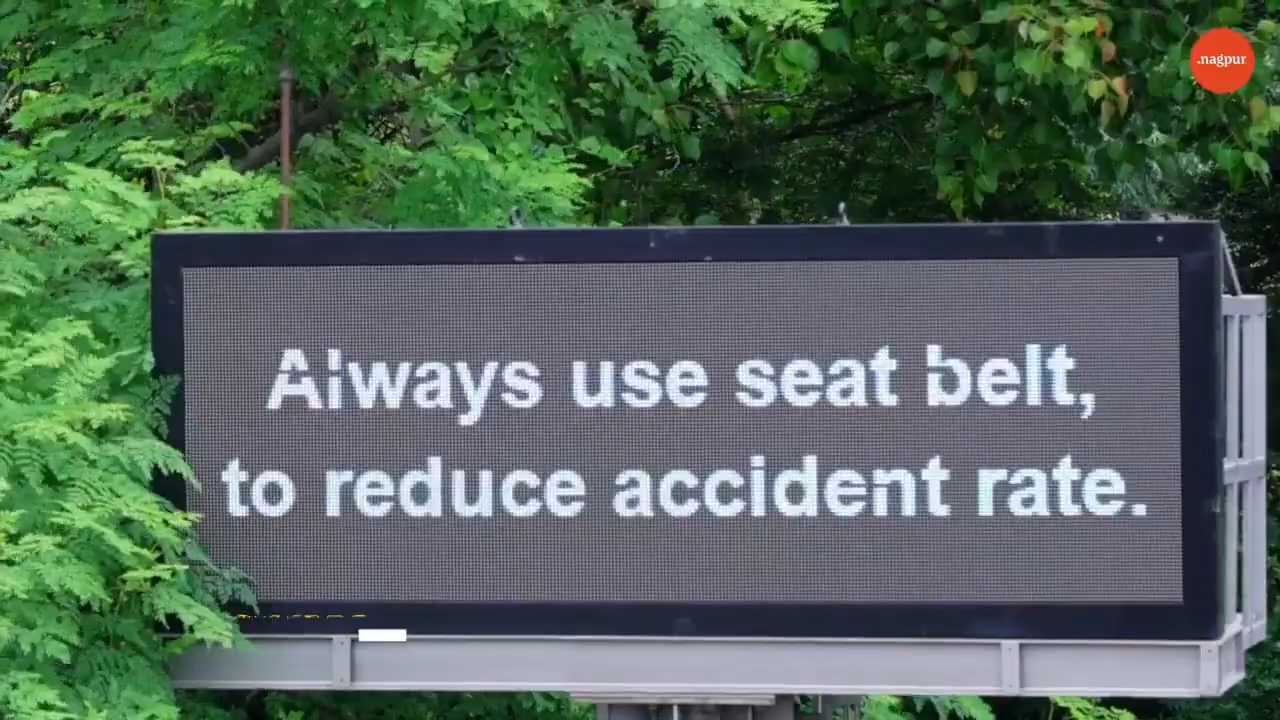 .nagpur
Always use seat belt,
to reduce accident rate.